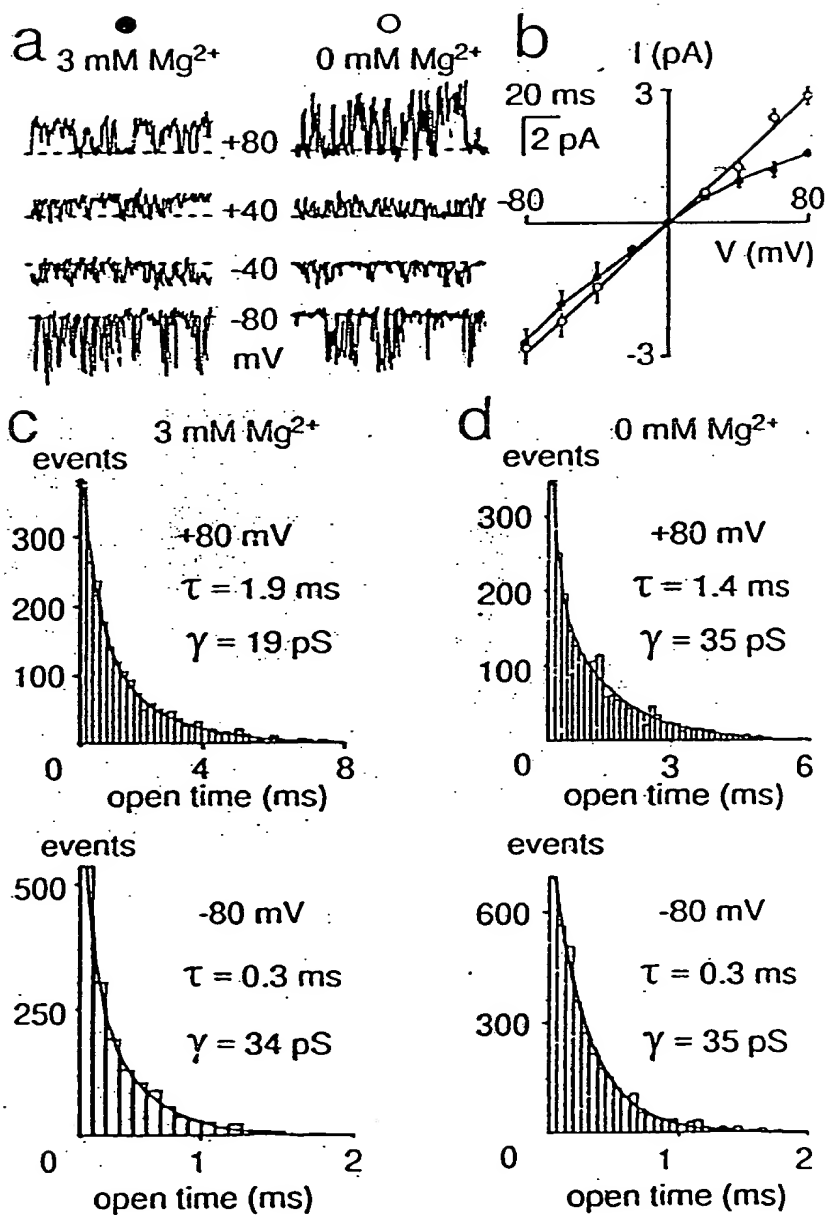 a
3 mM Mg²⁺
0 mM Mg²⁺
+80
+40
-40
-80
mV
20 ms
2 pA
b
I (pA)
3
-80
80
V (mV)
-3
c
3 mM Mg²⁺
events
300
200
100
+80 mV
τ = 1.9 ms
γ = 19 pS
0
4
8
open time (ms)
events
500
250
-80 mV
τ = 0.3 ms
γ = 34 pS
0
1
2
open time (ms)
d
0 mM Mg²⁺
events
300
200
100
+80 mV
τ = 1.4 ms
γ = 35 pS
0
3
6
open time (ms)
events
600
300
-80 mV
τ = 0.3 ms
γ = 35 pS
0
1
2
open time (ms)